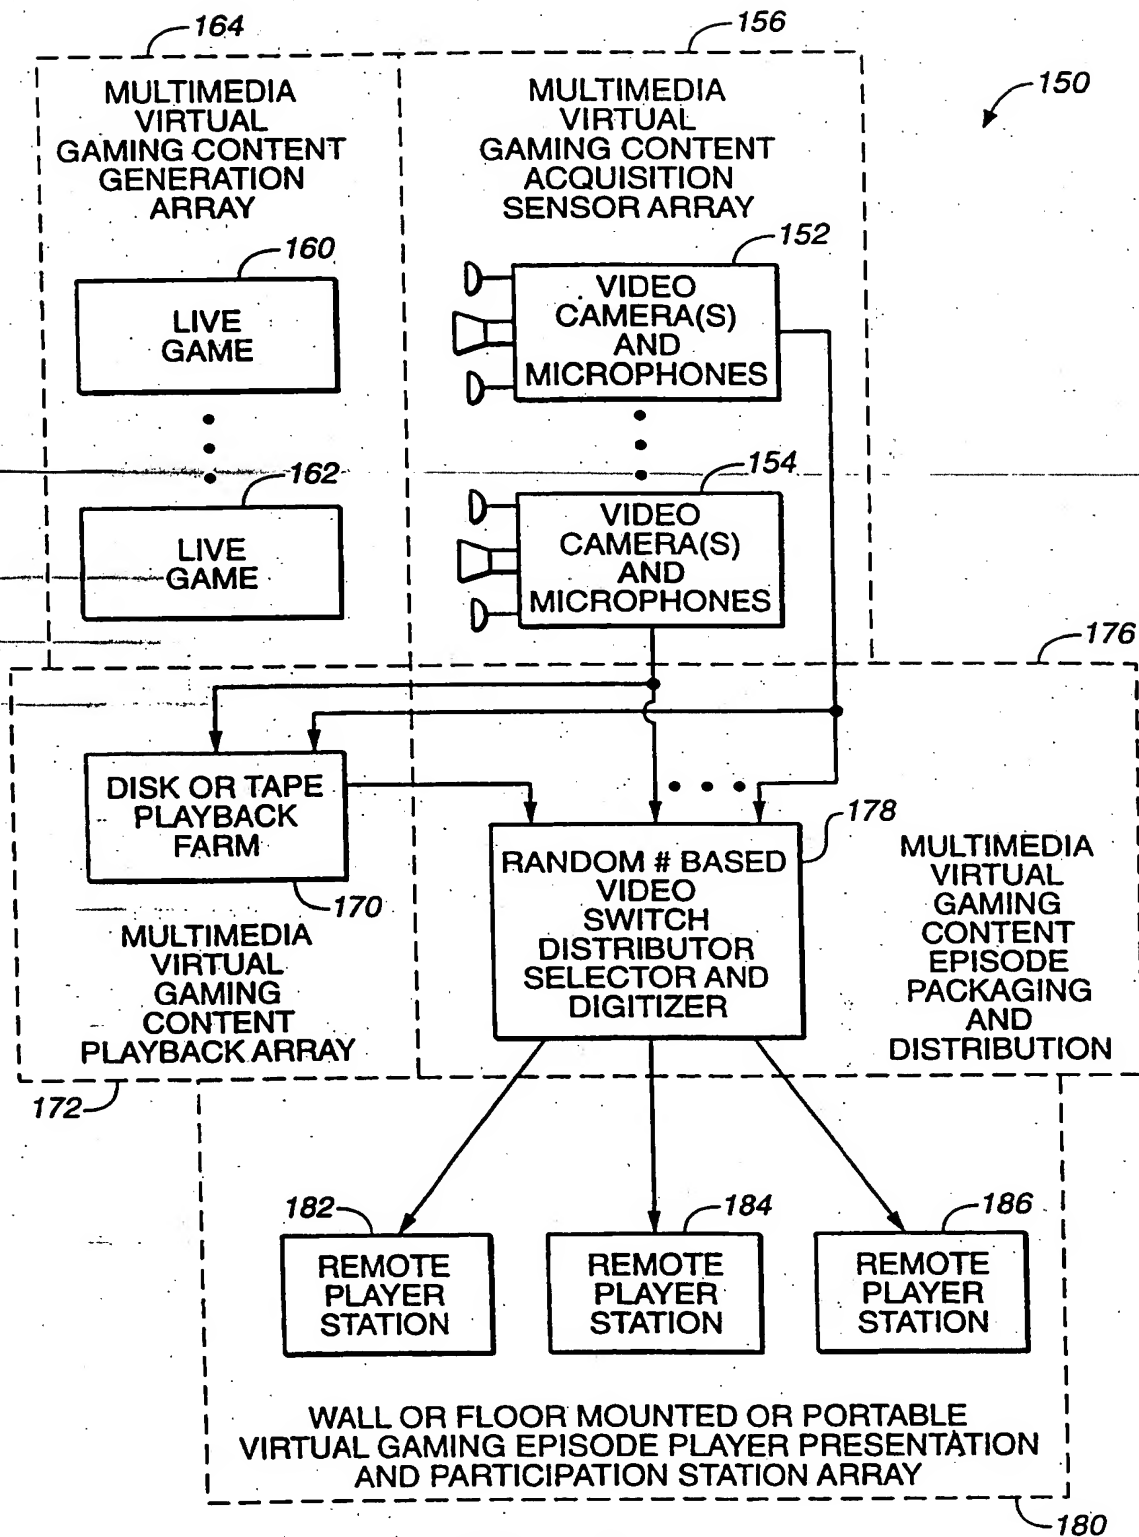 164
156
150
MULTIMEDIA
VIRTUAL
GAMING CONTENT
GENERATION
ARRAY
MULTIMEDIA
VIRTUAL
GAMING CONTENT
ACQUISITION
SENSOR ARRAY
160
LIVE
GAME
152
VIDEO
CAMERA(S)
AND
MICROPHONES
162
LIVE
GAME
154
VIDEO
CAMERA(S)
AND
MICROPHONES
176
DISK OR TAPE
PLAYBACK
FARM
170
MULTIMEDIA
VIRTUAL
GAMING
CONTENT
PLAYBACK ARRAY
172
178
RANDOM # BASED
VIDEO
SWITCH
DISTRIBUTOR
SELECTOR AND
DIGITIZER
MULTIMEDIA
VIRTUAL
GAMING
CONTENT
EPISODE
PACKAGING
AND
DISTRIBUTION
182
REMOTE
PLAYER
STATION
184
REMOTE
PLAYER
STATION
186
REMOTE
PLAYER
STATION
WALL OR FLOOR MOUNTED OR PORTABLE
VIRTUAL GAMING EPISODE PLAYER PRESENTATION
AND PARTICIPATION STATION ARRAY
180